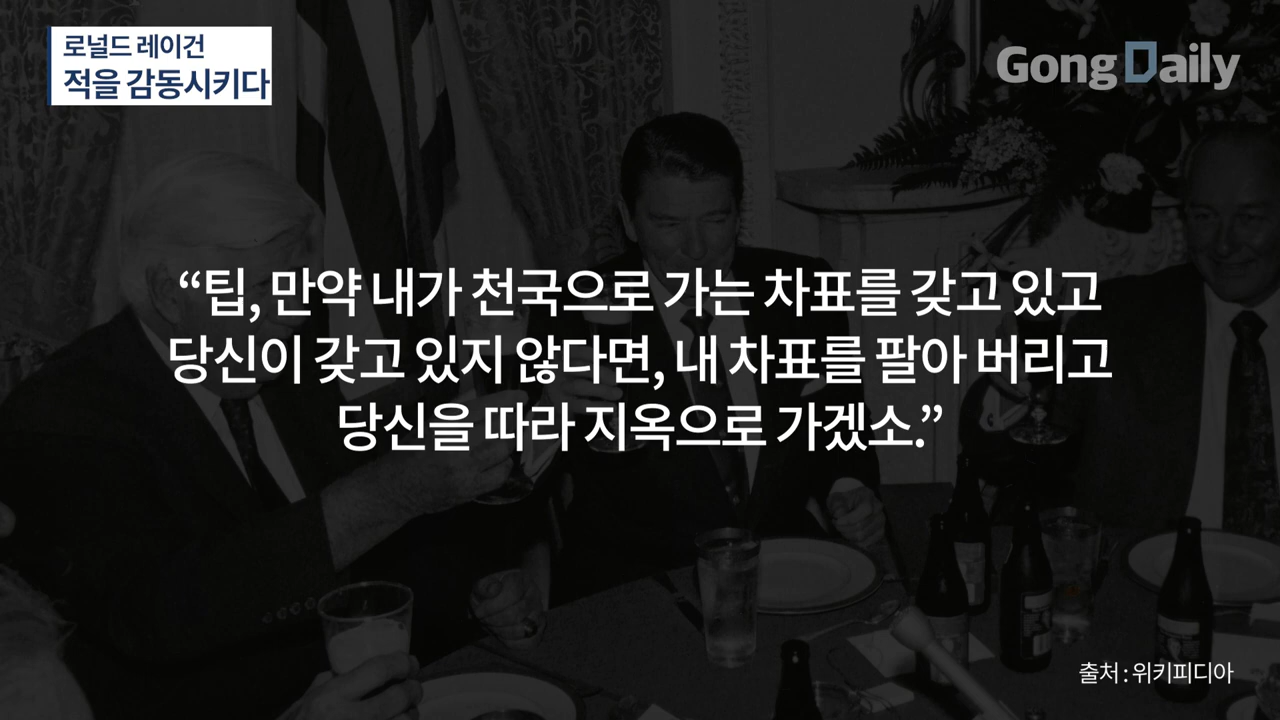 로널드 레이건
적을 감동시키다
Gong Daily
“팁, 만약 내가 천국으로 가는 차표를 갖고 있고
당신이 갖고 있지 않다면, 내 차표를 팔아 버리고
당신을 따라 지옥으로 가겠소.”
출처 : 위키피디아